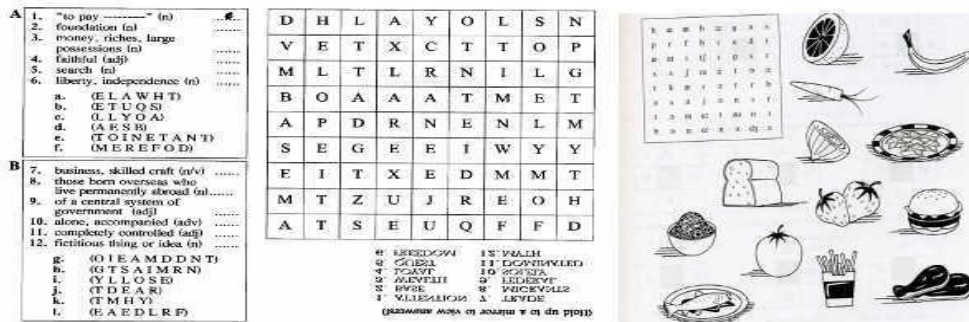 A
1. "to pay ---------" (n) ...e.
2. foundation (n) ......
3. money, riches, large
possessions (n) ......
4. faithful (adj) ......
5. search (n) ......
6. liberty, independence (n) ......
a. (E L A W H T)
b. (E T U Q S)
c. (L L Y O A)
d. (A E S B)
e. (T O I N E T A N T)
f. (M E R E F O D)
B
7. business, skilled craft (n/v) ......
8. those born overseas who
live permanently abroad (n)......
9. of a central system of
government (adj) ......
10. alone, accompanied (adv) ......
11. completely controlled (adj) ......
12. fictitious thing or idea (n) ......
g. (O I E A M D D N T)
h. (G T S A I M R N)
i. (Y L L O S E)
j. (T D E A R)
k. (T M H Y)
l. (E A E D L R F)
D H L A Y O L S N
V E T X C T T O P
M L T L R N I L G
B O A A A T M E T
A P D R N E N L M
S E G E E I W Y Y
E I T X E D M M T
M T Z U J R E O H
A T S E U Q F F D
(Hold up to a mirror to view answers!)
1. ATTENTION 7. TRADE
2. BASE 8. MIGRANTS
3. WEALTH 9. FEDERAL
4. LOYAL 10. SOLELY
5. QUEST 11. DOMINATED
6. FREEDOM 12. MYTH